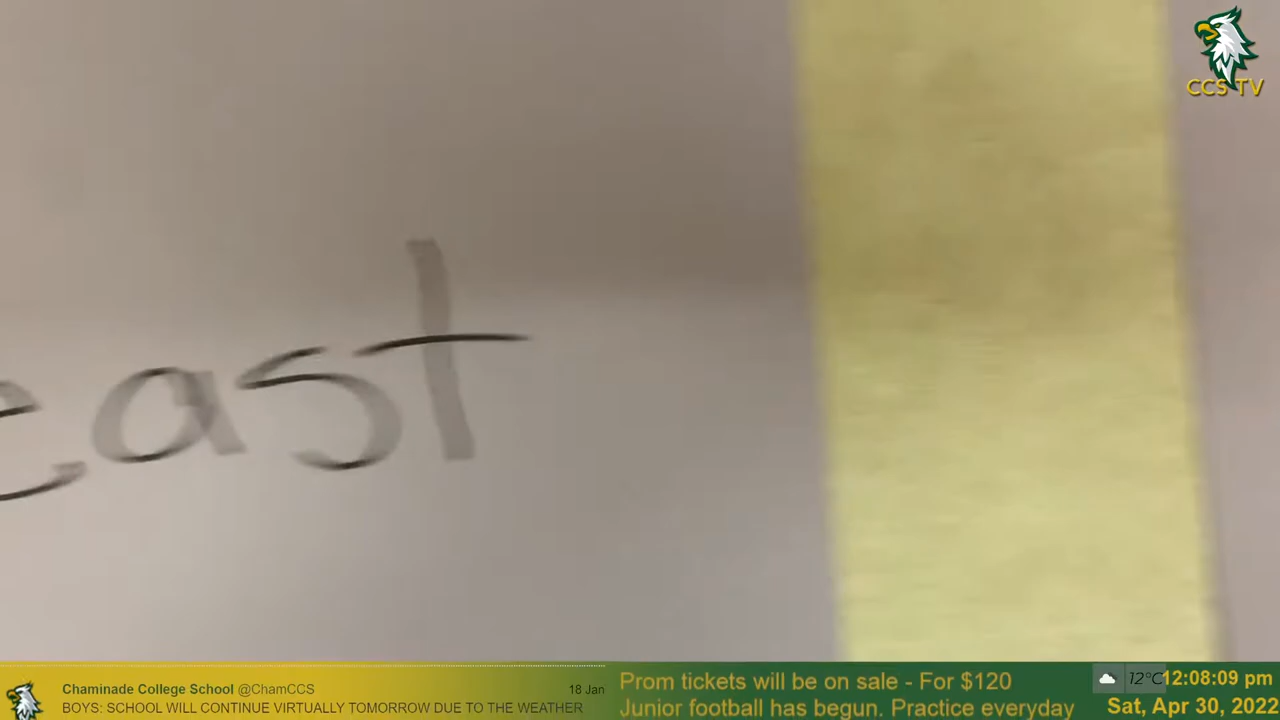 CCS TV
east
Chaminade College School @ChamCCS 18 Jan
BOYS: SCHOOL WILL CONTINUE VIRTUALLY TOMORROW DUE TO THE WEATHER
Prom tickets will be on sale - For $120
Junior football has begun. Practice everyday
12°C 12:08:09 pm
Sat, Apr 30, 2022